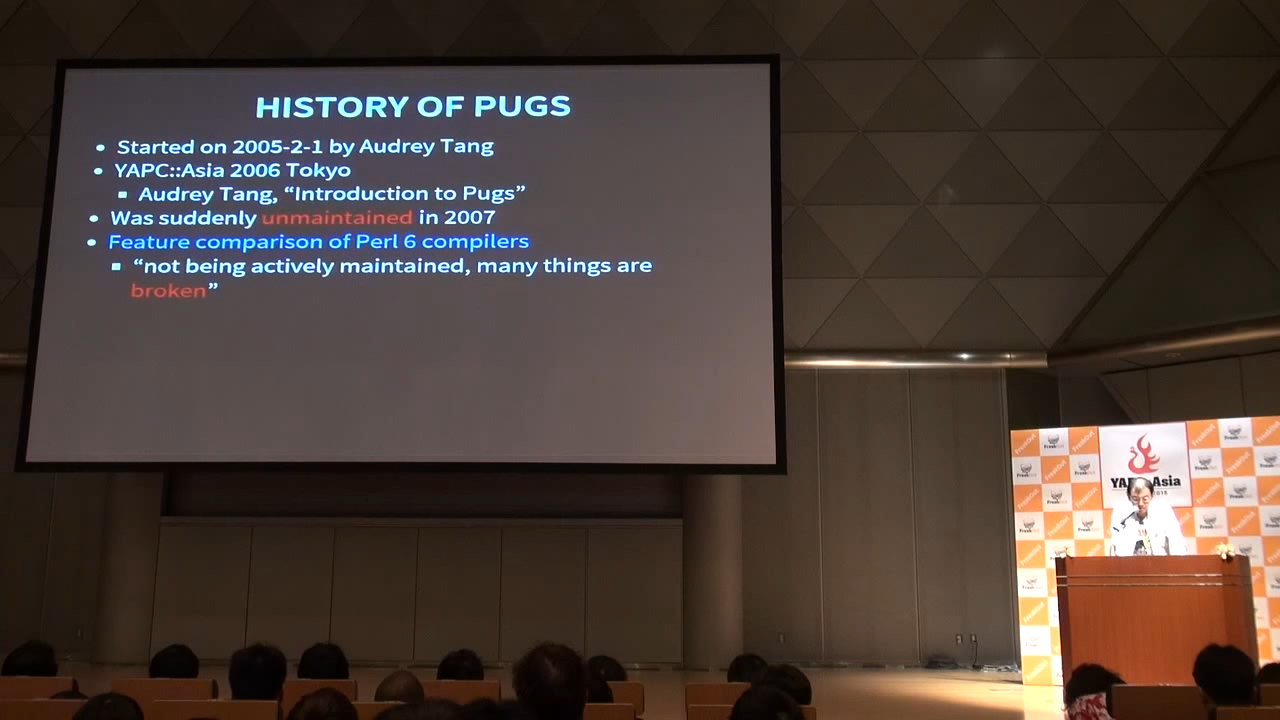 HISTORY OF PUGS
• Started on 2005-2-1 by Audrey Tang
• YAPC::Asia 2006 Tokyo
▪ Audrey Tang, “Introduction to Pugs”
• Was suddenly unmaintained in 2007
• Feature comparison of Perl 6 compilers
▪ “not being actively maintained, many things are
broken”
FreakOut